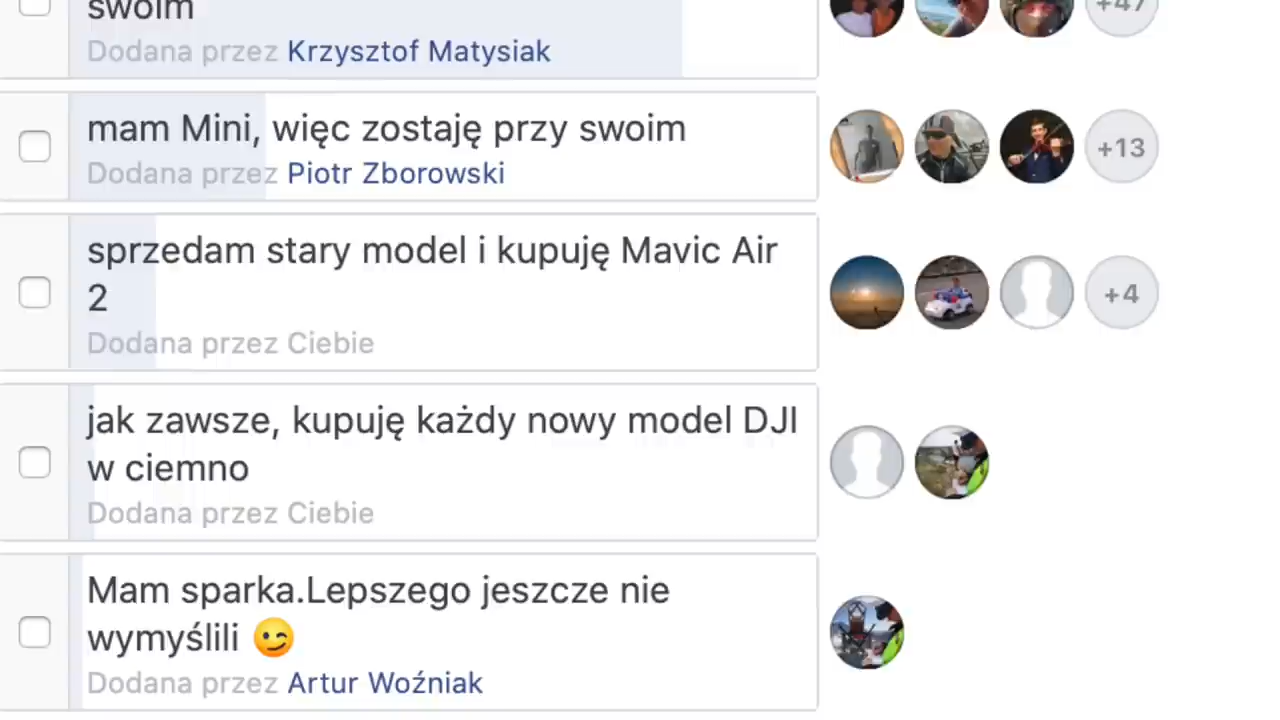 swoim
Dodana przez Krzysztof Matysiak
+47
mam Mini, więc zostaję przy swoim
Dodana przez Piotr Zborowski
+13
sprzedam stary model i kupuję Mavic Air
2
Dodana przez Ciebie
+4
jak zawsze, kupuję każdy nowy model DJI
w ciemno
Dodana przez Ciebie
Mam sparka.Lepszego jeszcze nie
wymyślili 😉
Dodana przez Artur Woźniak